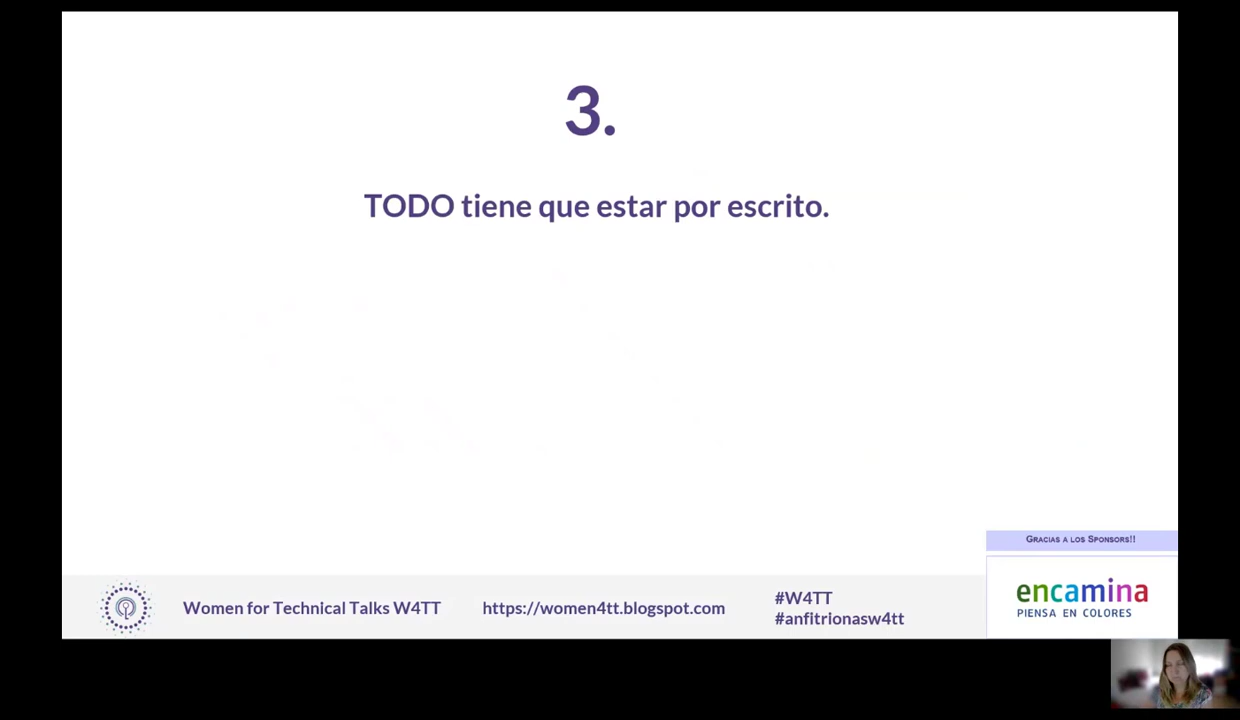 3.
TODO tiene que estar por escrito.
GRACIAS A LOS SPONSORS!!
encamina
PIENSA EN COLORES
Women for Technical Talks W4TT
https://women4tt.blogspot.com
#W4TT
#anfitrionasw4tt